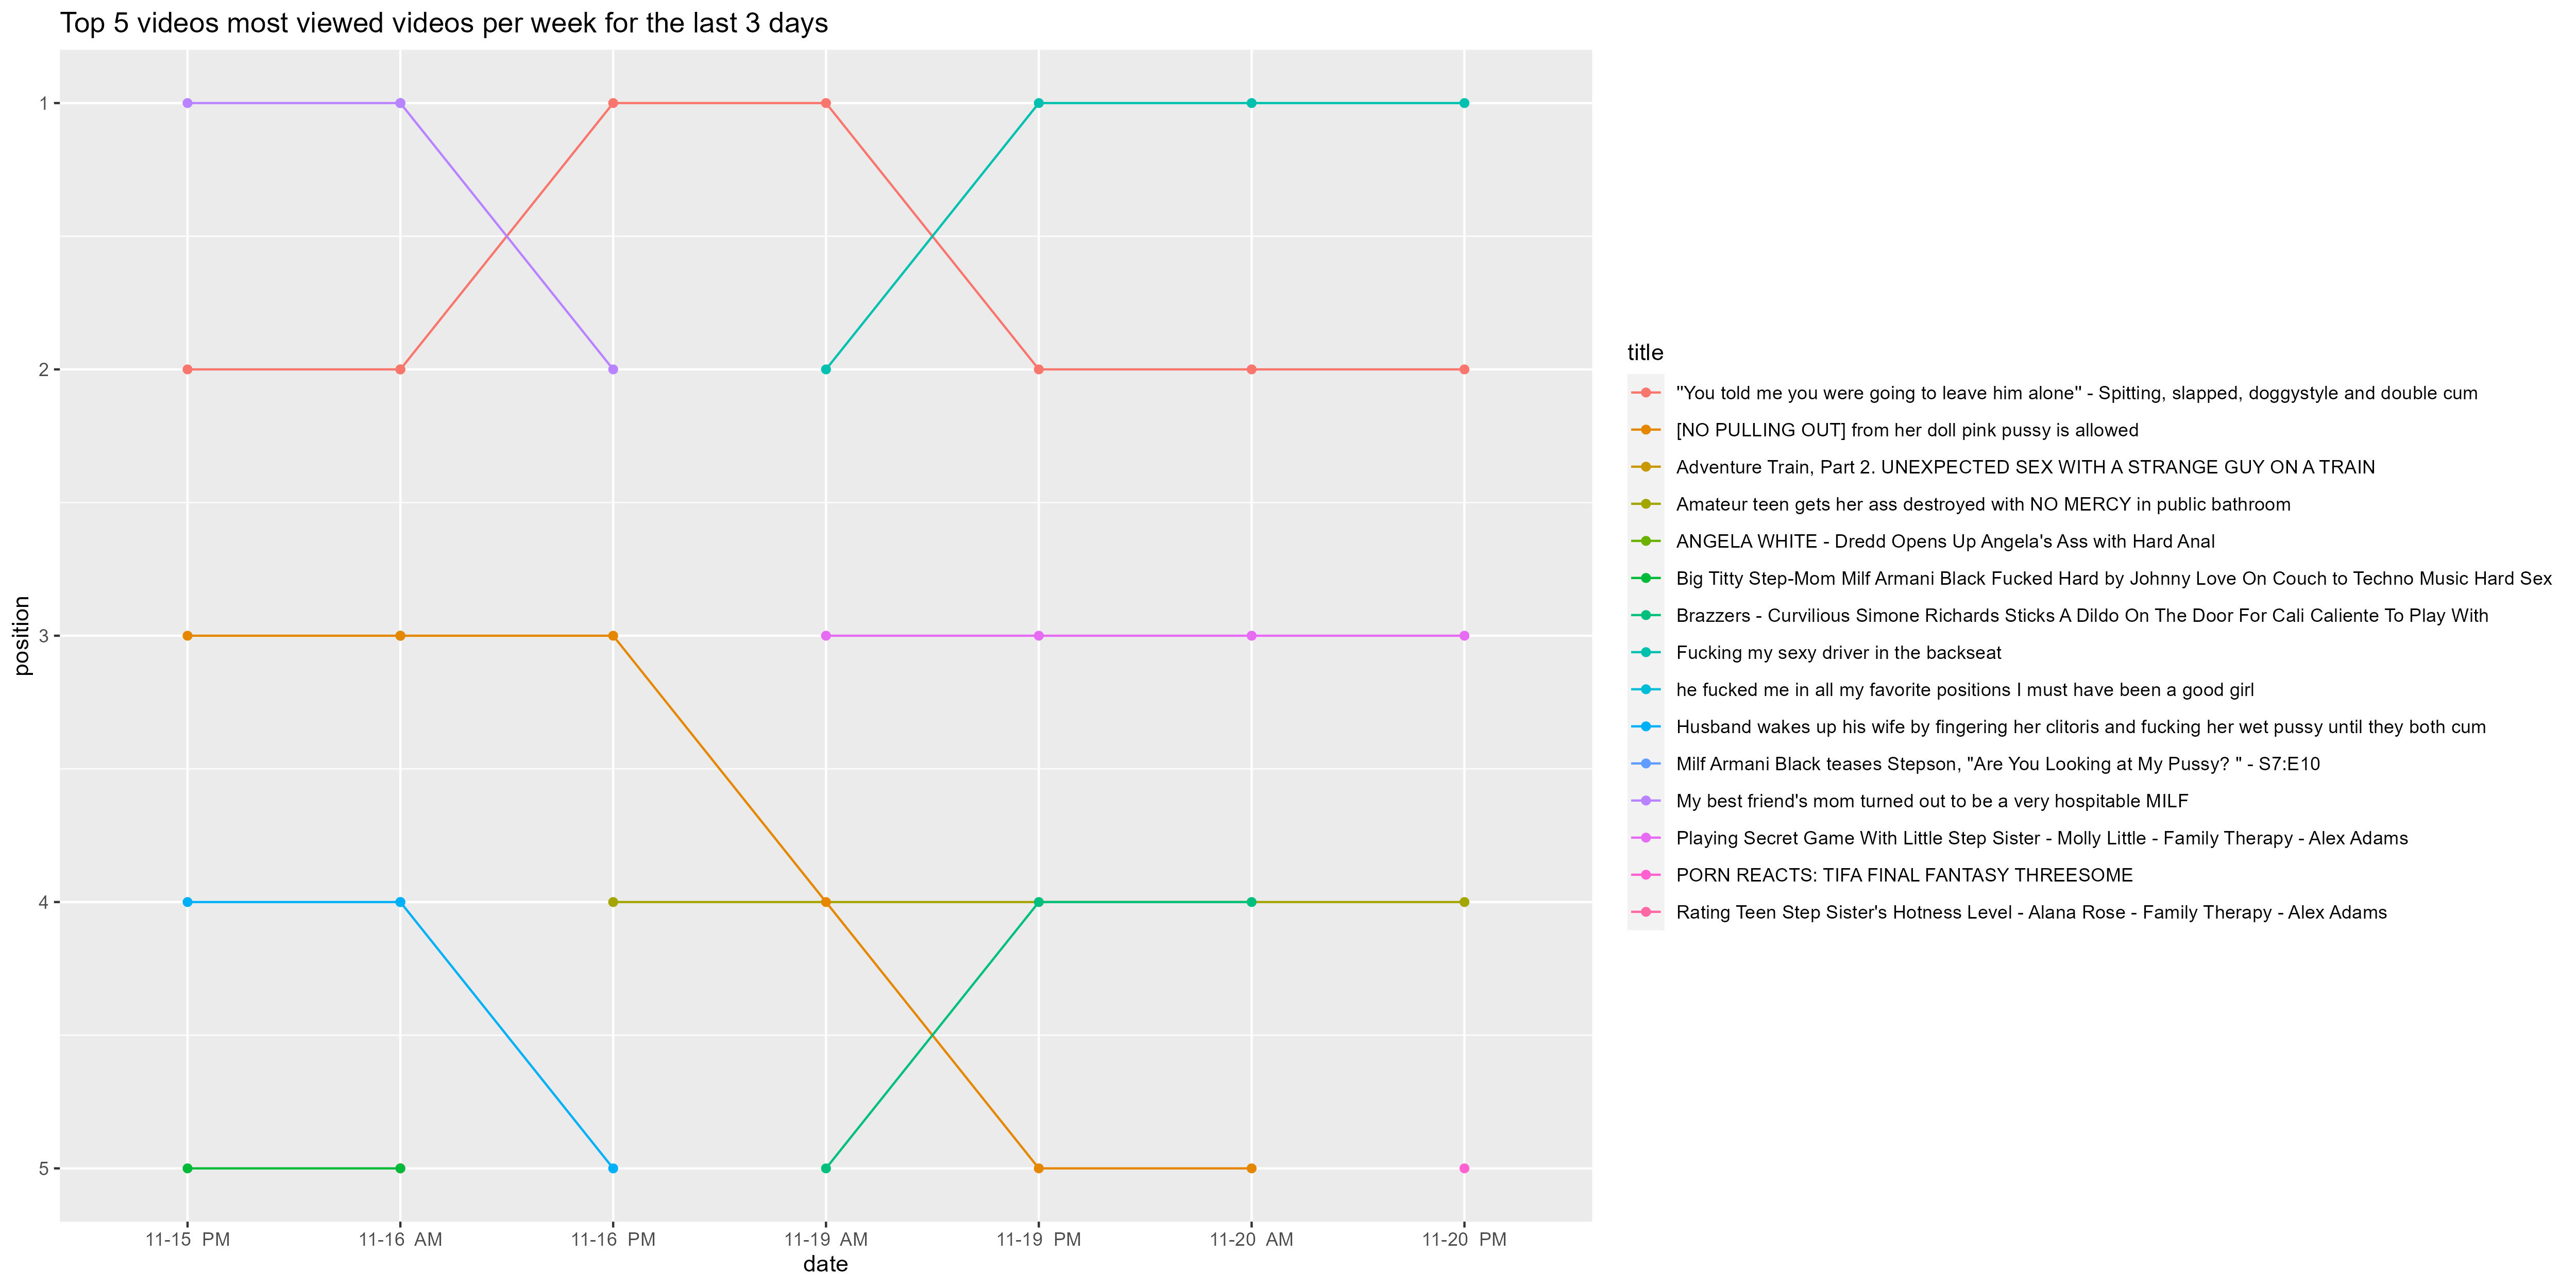 Top 5 videos most viewed videos per week for the last 3 days
1
2
3
4
5
position
11-15 PM
11-16 AM
11-16 PM
11-19 AM
11-19 PM
11-20 AM
11-20 PM
date
title
"You told me you were going to leave him alone" - Spitting, slapped, doggystyle and double cum
[NO PULLING OUT] from her doll pink pussy is allowed
Adventure Train, Part 2. UNEXPECTED SEX WITH A STRANGE GUY ON A TRAIN
Amateur teen gets her ass destroyed with NO MERCY in public bathroom
ANGELA WHITE - Dredd Opens Up Angela's Ass with Hard Anal
Big Titty Step-Mom Milf Armani Black Fucked Hard by Johnny Love On Couch to Techno Music Hard Sex
Brazzers - Curvilious Simone Richards Sticks A Dildo On The Door For Cali Caliente To Play With
Fucking my sexy driver in the backseat
he fucked me in all my favorite positions I must have been a good girl
Husband wakes up his wife by fingering her clitoris and fucking her wet pussy until they both cum
Milf Armani Black teases Stepson, "Are You Looking at My Pussy? " - S7:E10
My best friend's mom turned out to be a very hospitable MILF
Playing Secret Game With Little Step Sister - Molly Little - Family Therapy - Alex Adams
PORN REACTS: TIFA FINAL FANTASY THREESOME
Rating Teen Step Sister's Hotness Level - Alana Rose - Family Therapy - Alex Adams